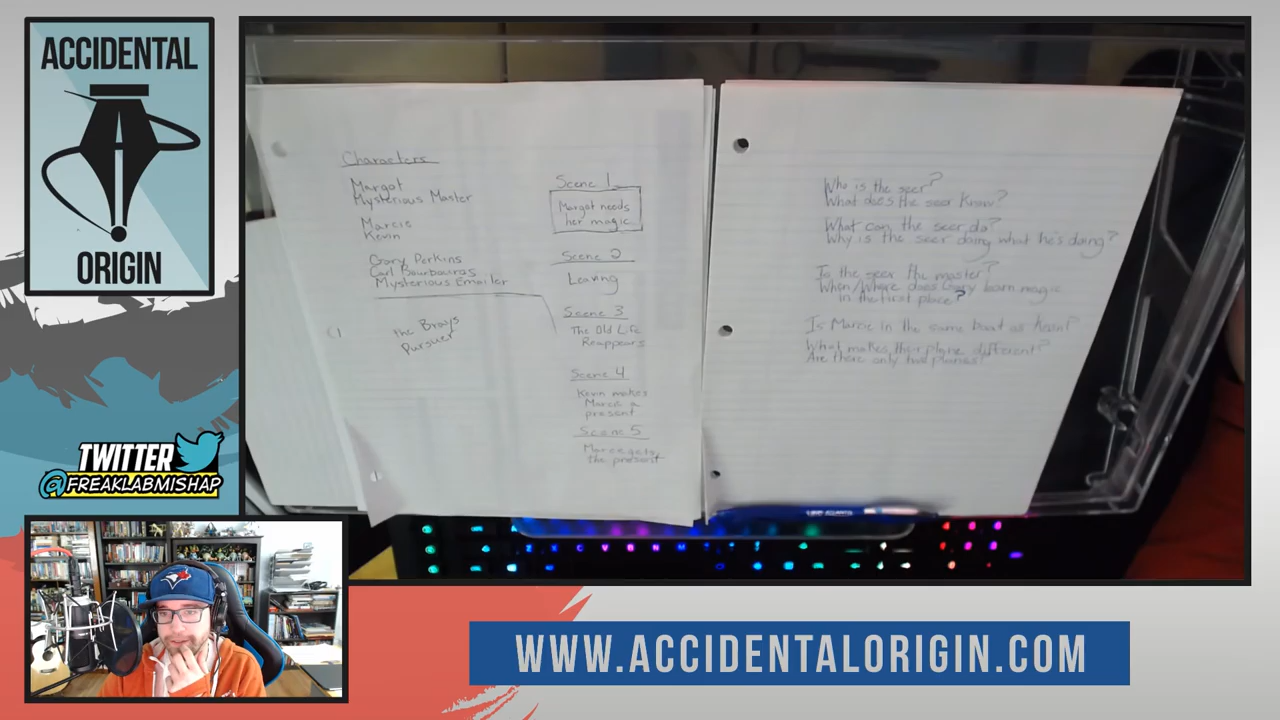 ACCIDENTAL
ORIGIN
TWITTER
@FREAKLABMISHAP
Characters
Margot
Mysterious Master
Marcie
Kevin
Gary Perkins
Carl
Mysterious Emailer
The Brays
Pursuer
Scene 1
Margot needs
her magic
Scene 2
Leaving
Scene 3
The Old Life
Reappears
Scene 4
Kevin makes
Marcie a
present
Scene 5
Marcie gets
the present
Who is the seer?
What does the seer know?
What can the seer do?
Why is the seer doing what he's doing?
Is the seer the master?
When/Where does Gary learn magic
in the first place?
Is Marcie in the same boat as Kevin?
What makes their plane different?
Are there only two planes?
WWW.ACCIDENTALORIGIN.COM